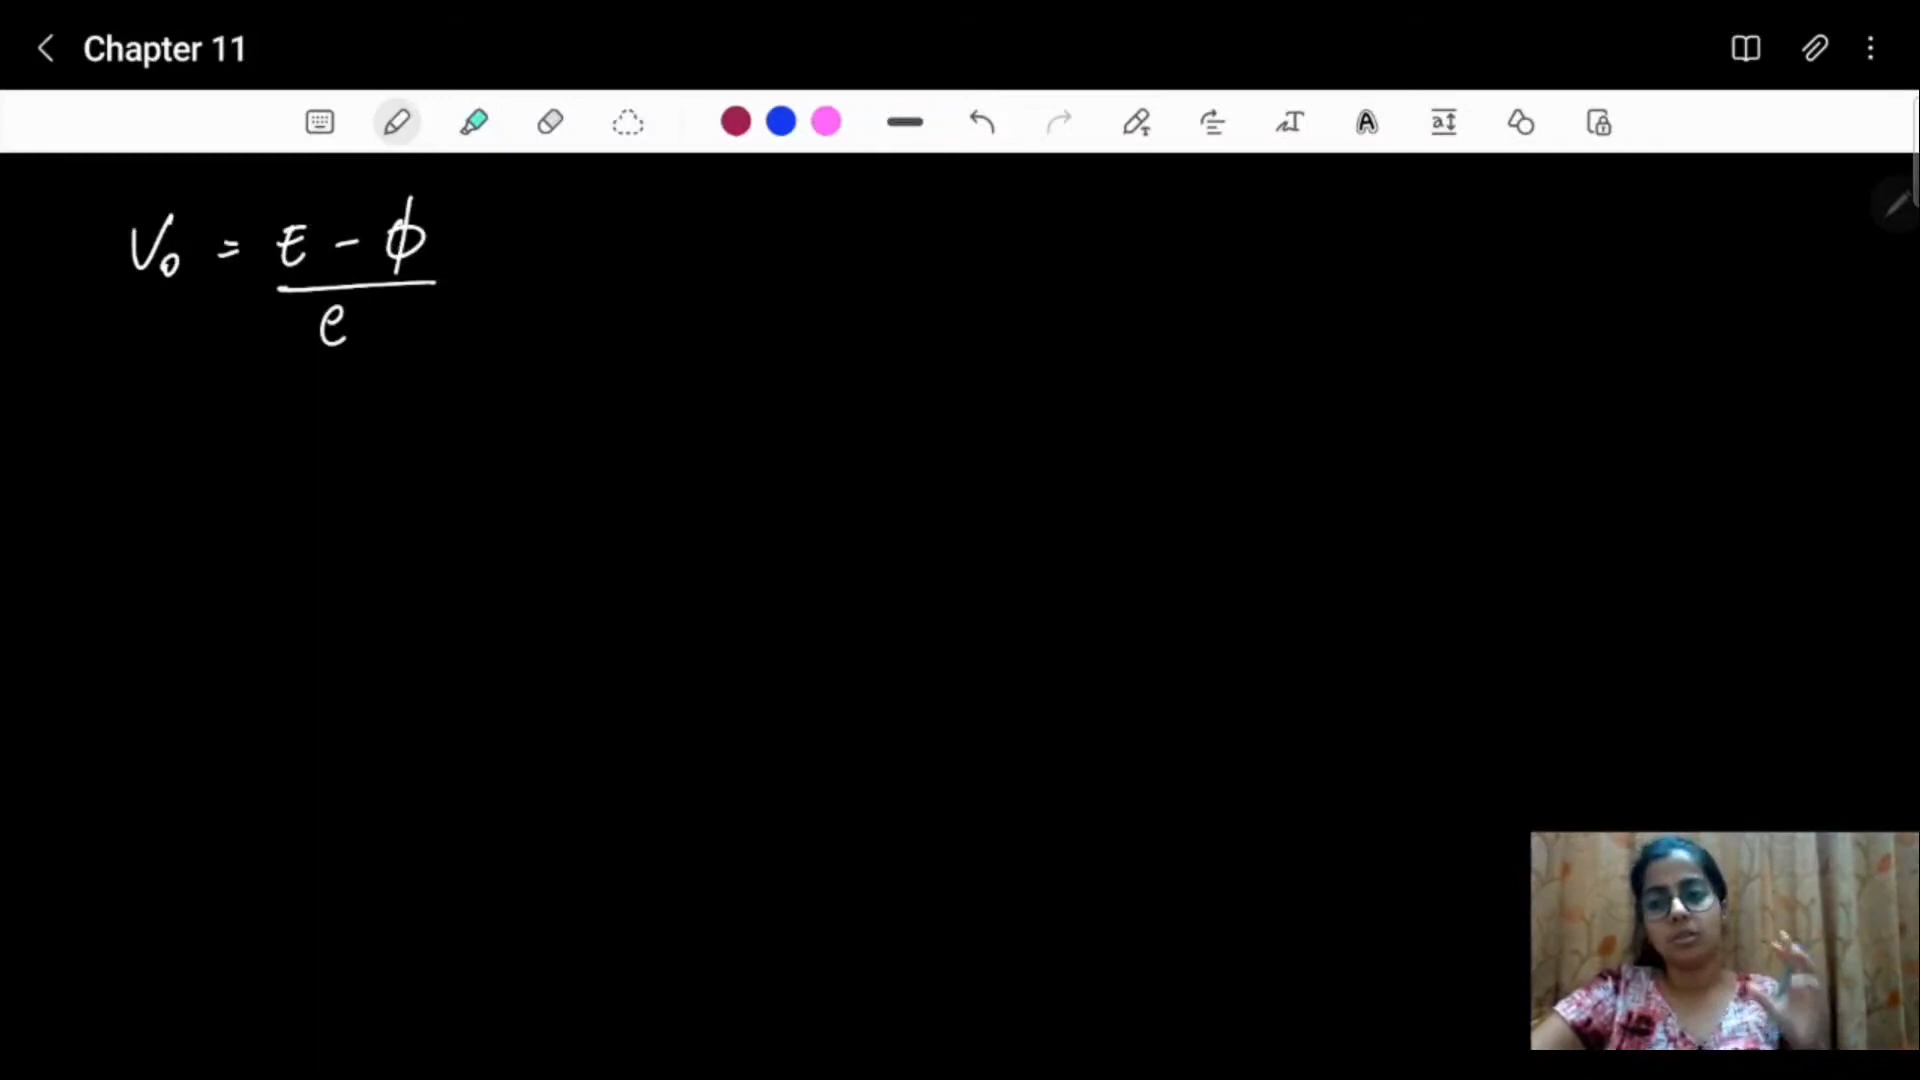 Chapter 11
V₀ = E - ϕ
e